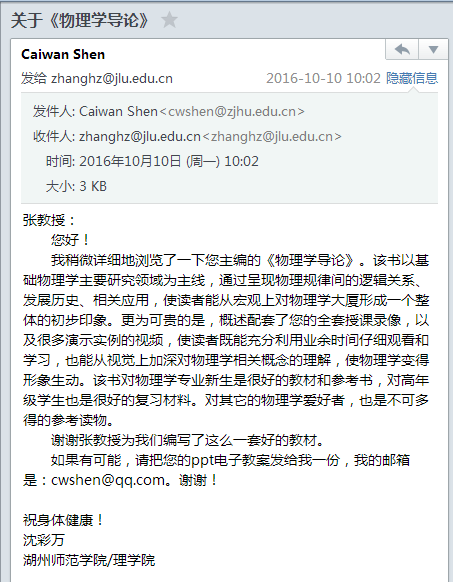 关于《物理学导论》
Caiwan Shen
发给 zhanghz@jlu.edu.cn 2016-10-10 10:02 隐藏信息
发件人: Caiwan Shen<cwshen@zjhu.edu.cn>
收件人: zhanghz@jlu.edu.cn<zhanghz@jlu.edu.cn>
时间: 2016年10月10日 (周一) 10:02
大小: 3 KB
张教授：
您好！
我稍微详细地浏览了一下您主编的《物理学导论》。该书以基
础物理学主要研究领域为主线，通过呈现物理规律间的逻辑关系、
发展历史、相关应用，使读者能从宏观上对物理学大厦形成一个整
体的初步印象。更为可贵的是，概述配套了您的全套授课录像，以
及很多演示实例的视频，使读者既能充分利用业余时间仔细观看和
学习，也能从视觉上加深对物理学相关概念的理解，使物理学变得
形象生动。该书对物理学专业新生是很好的教材和参考书，对高年
级学生也是很好的复习材料。对其它的物理学爱好者，也是不可多
得的参考读物。
谢谢张教授为我们编写了这么一套好的教材。
如果有可能，请把您的ppt电子教案发给我一份，我的邮箱
是：cwshen@qq.com。谢谢！
祝身体健康！
沈彩万
湖州师范学院/理学院